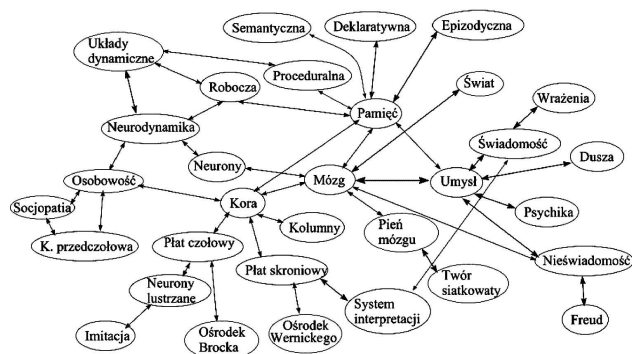 Semantyczna
Deklaratywna
Epizodyczna
Układy
dynamiczne
Proceduralna
Robocza
Świat
Wrażenia
Pamięć
Neurodynamika
Świadomość
Neurony
Dusza
Osobowość
Mózg
Umysł
Socjopatia
Kora
Psychika
K. przedczołowa
Kolumny
Pień
mózgu
Płat czołowy
Nieświadomość
Płat skroniowy
Twór
siatkowaty
Neurony
lustrzane
System
interpretacji
Freud
Imitacja
Ośrodek
Brocka
Ośrodek
Wernickego